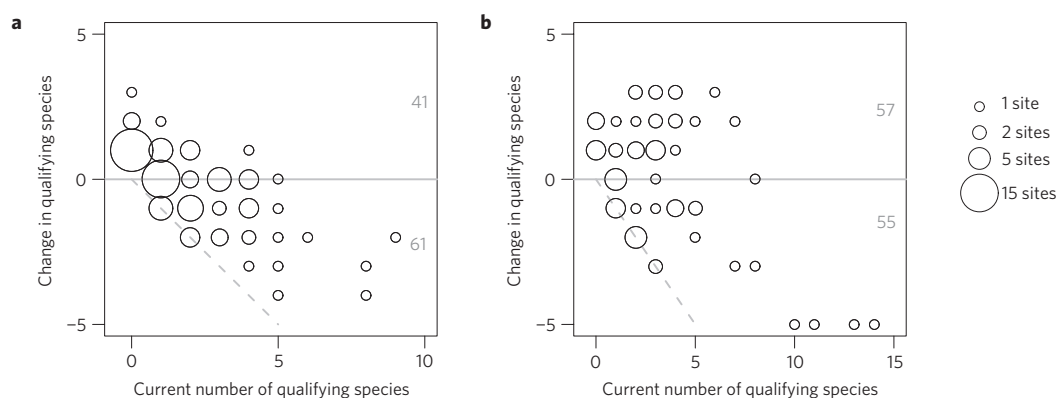 a
5
0
−5
Change in qualifying species
41
61
0
5
10
Current number of qualifying species
b
5
0
−5
Change in qualifying species
57
55
0
5
10
15
Current number of qualifying species
1 site
2 sites
5 sites
15 sites